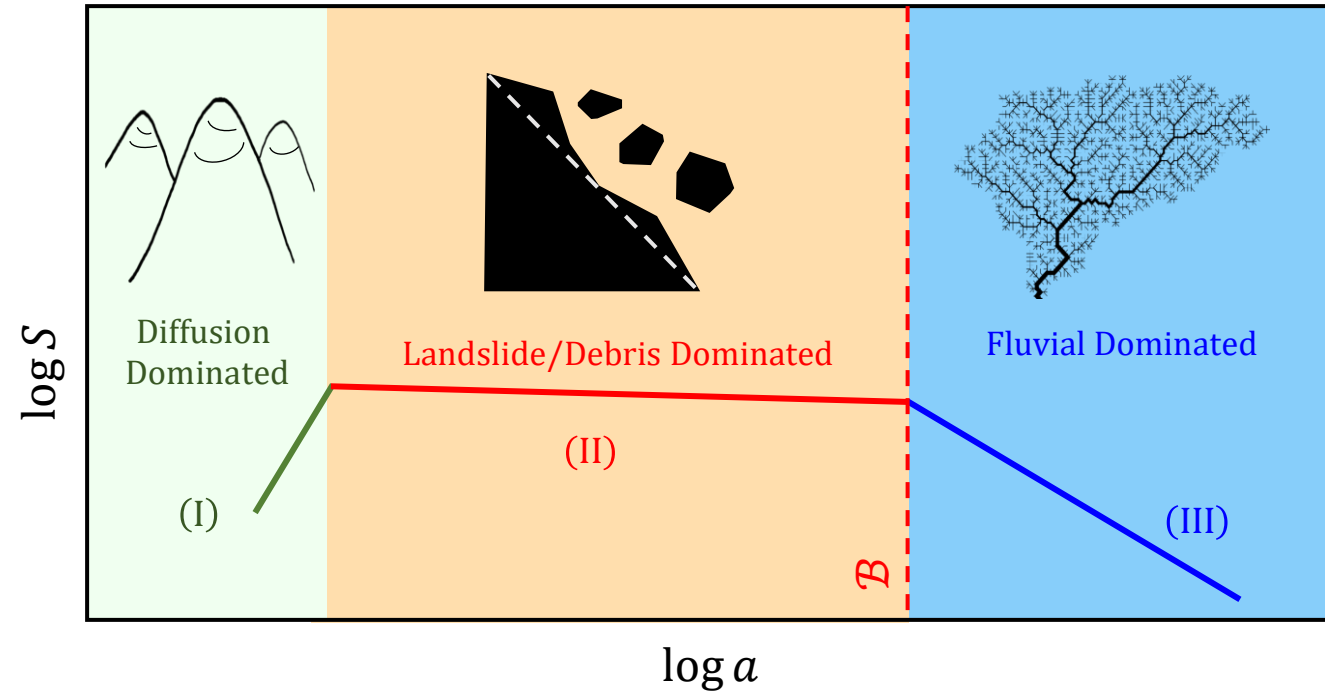 Diffusion
Dominated
Landslide/Debris Dominated
Fluvial Dominated
log S
(I)
(II)
(III)
ℬ
log a